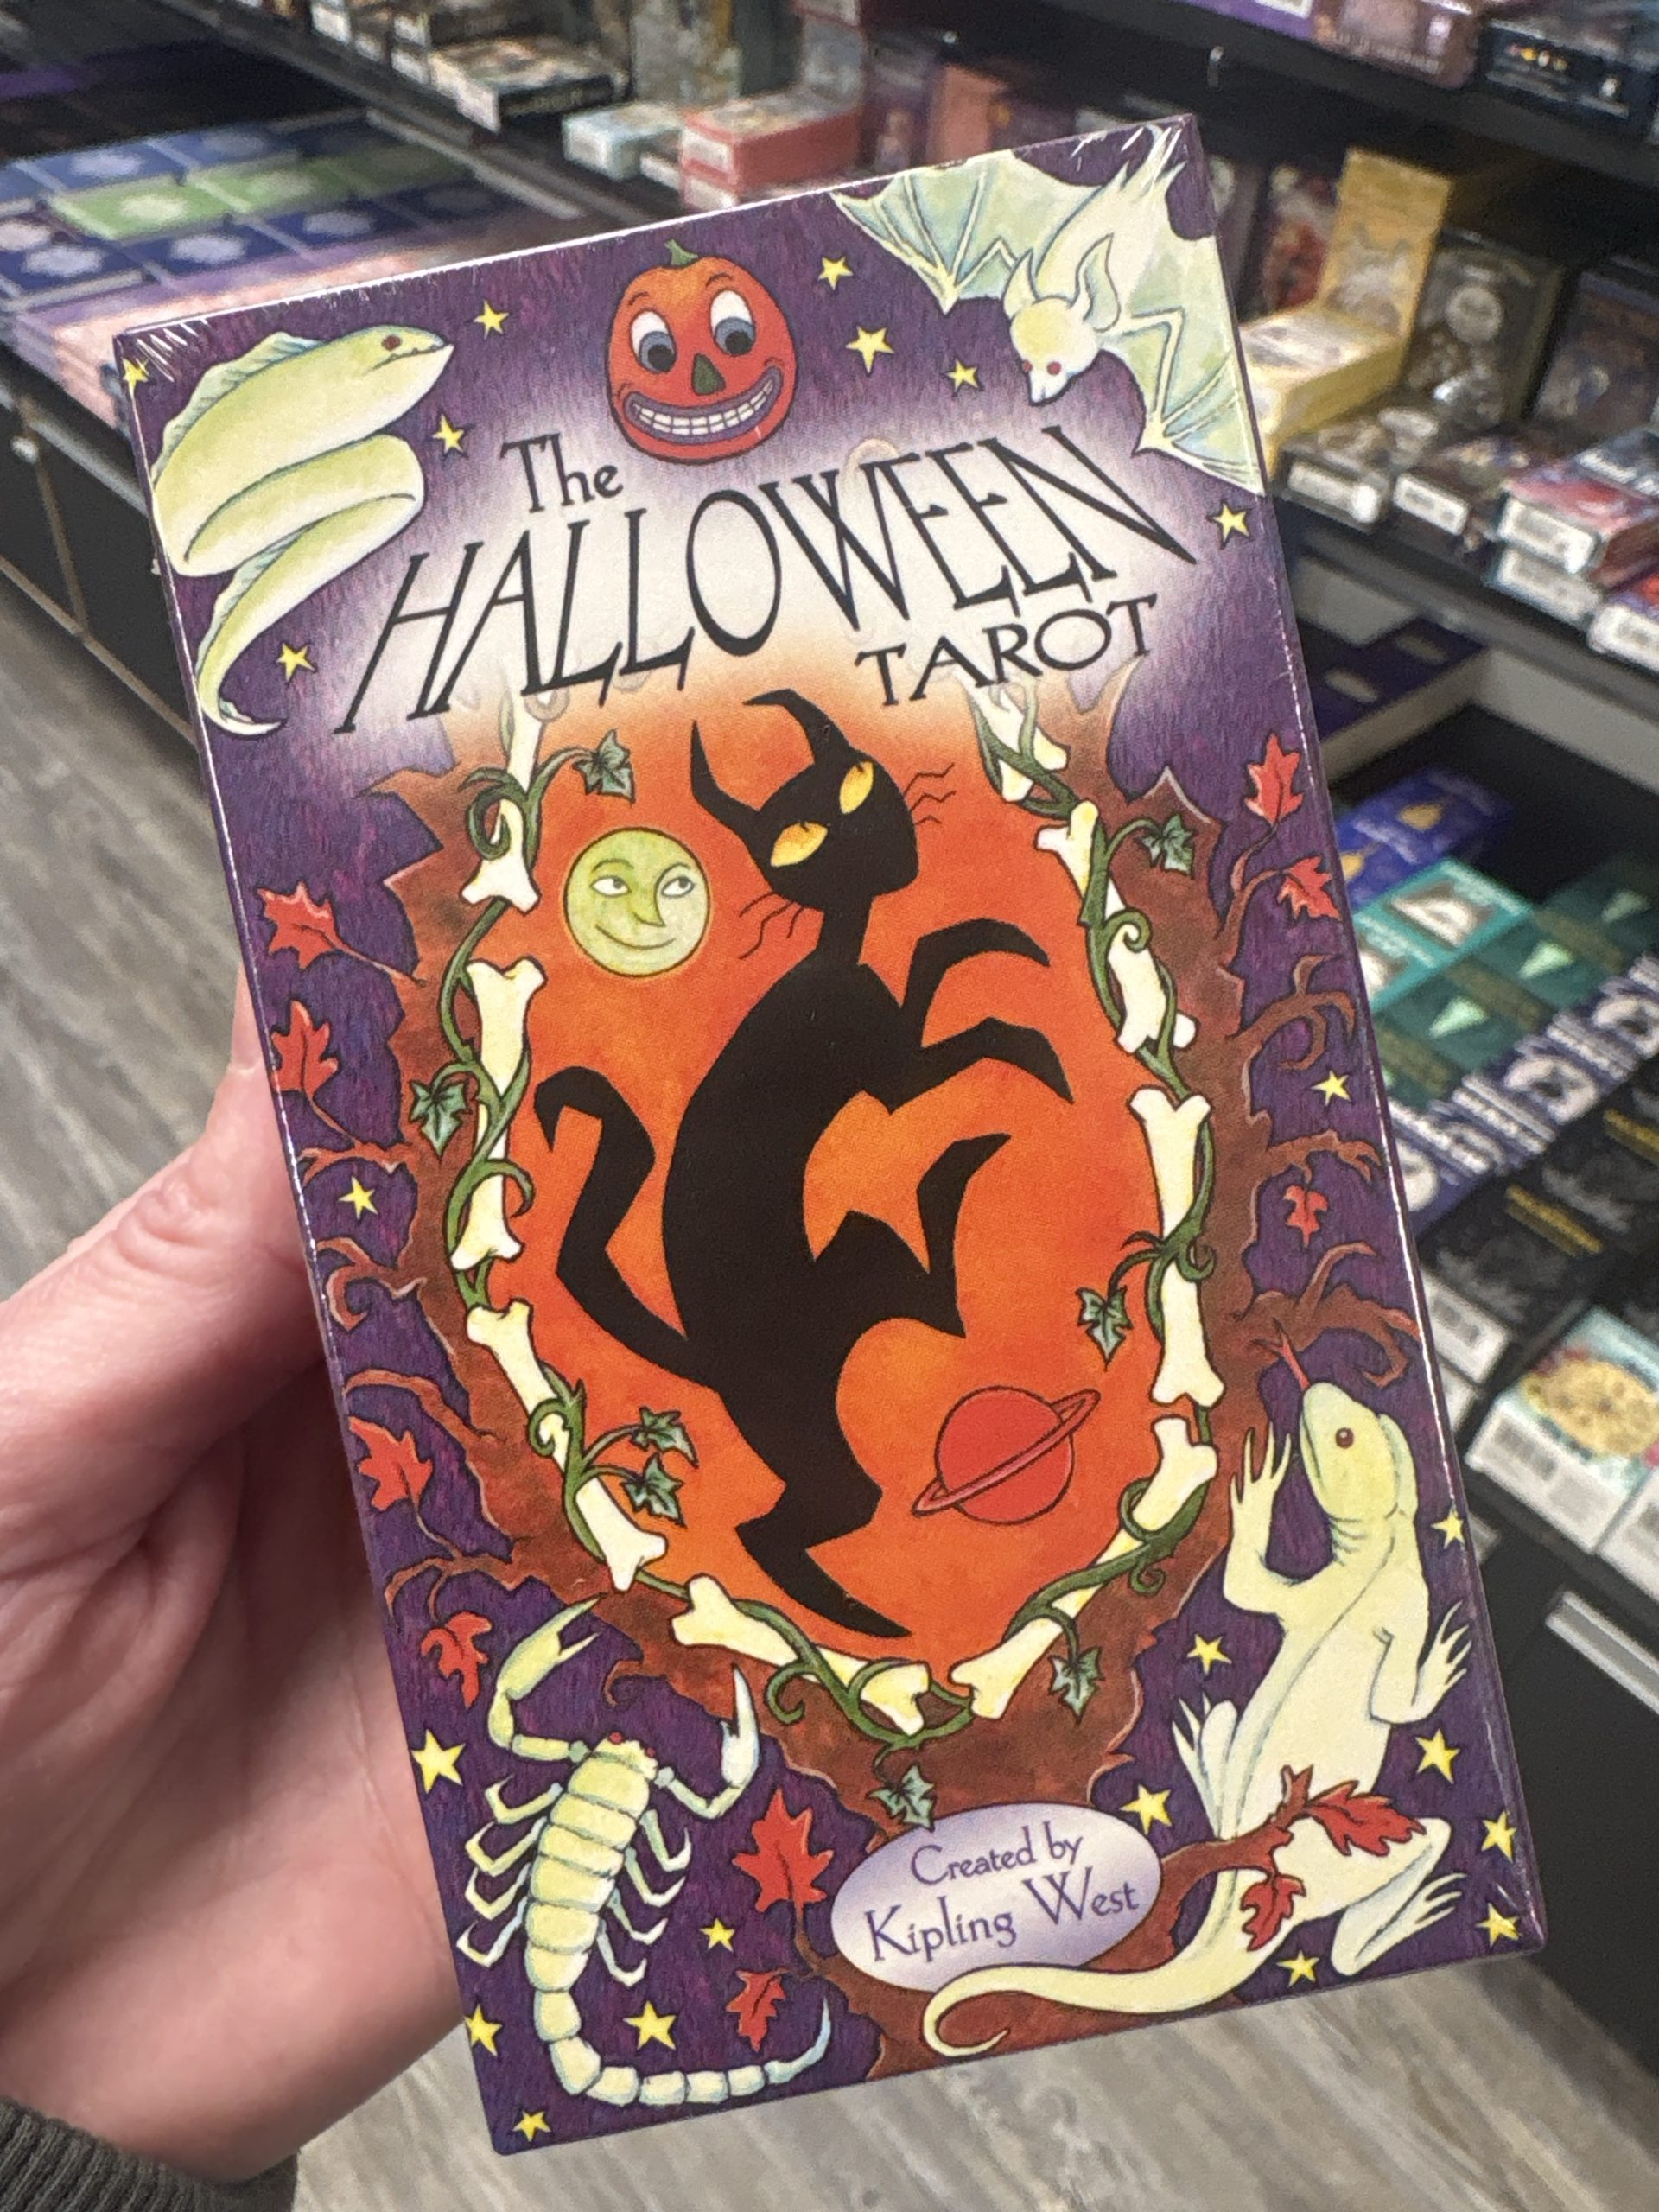 The
HALLOWEEN
TAROT
Created by
Kipling West